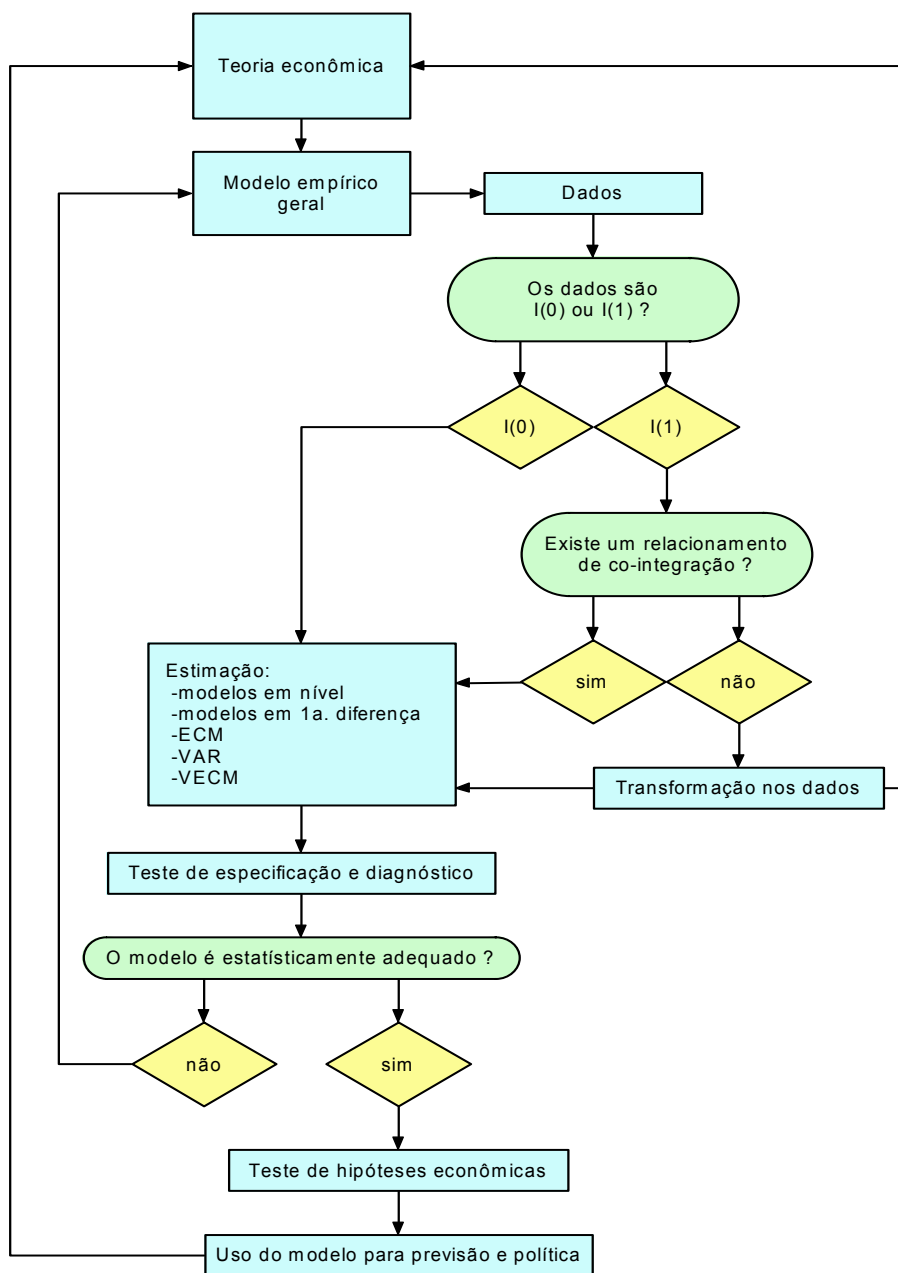 Teoria econômica
Modelo empírico
geral
Dados
Os dados são
I(0) ou I(1) ?
I(0)
I(1)
Existe um relacionamento
de co-integração ?
Estimação:
-modelos em nível
-modelos em 1a. diferença
-ECM
-VAR
-VECM
sim
não
Transformação nos dados
Teste de especificação e diagnóstico
O modelo é estatísticamente adequado ?
não
sim
Teste de hipóteses econômicas
Uso do modelo para previsão e política